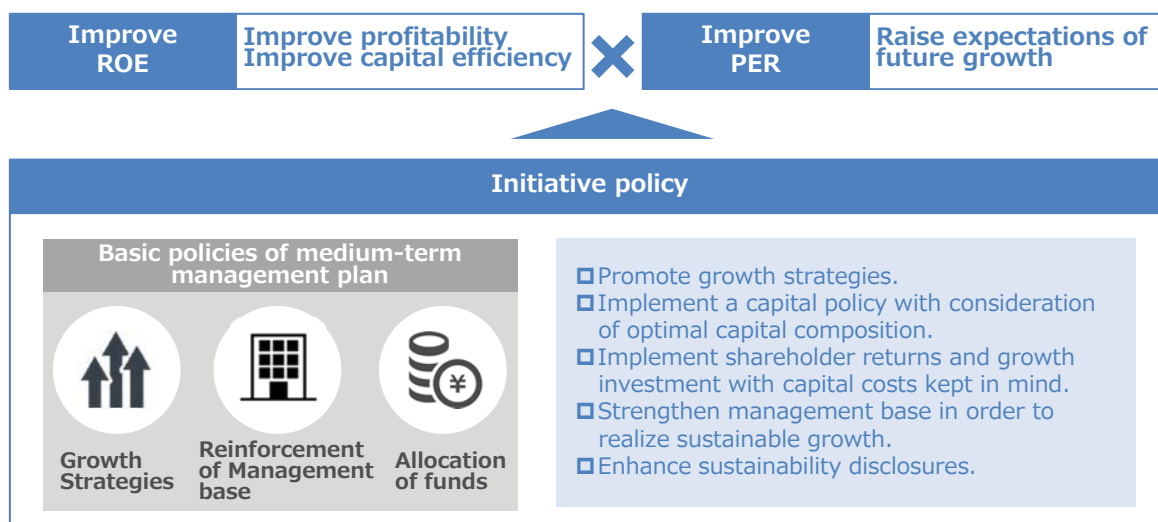 Improve
ROE
Improve profitability
Improve capital efficiency
Improve
PER
Raise expectations of
future growth
Initiative policy
Basic policies of medium-term
management plan
¥
Growth
Strategies
Reinforcement
of Management
base
Allocation
of funds
Promote growth strategies.
Implement a capital policy with consideration
of optimal capital composition.
Implement shareholder returns and growth
investment with capital costs kept in mind.
Strengthen management base in order to
realize sustainable growth.
Enhance sustainability disclosures.